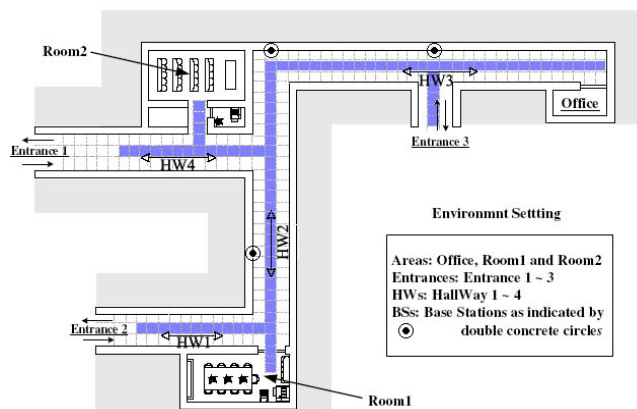 Room2
HW3
Office
Entrance 1
Entrance 3
HW4
HW2
Environmnt Settting
Areas: Office, Room1 and Room2
Entrances: Entrance 1 ~ 3
HWs: HallWay 1 ~ 4
BSs: Base Stations as indicated by
double concrete circles
Entrance 2
HW1
Room1